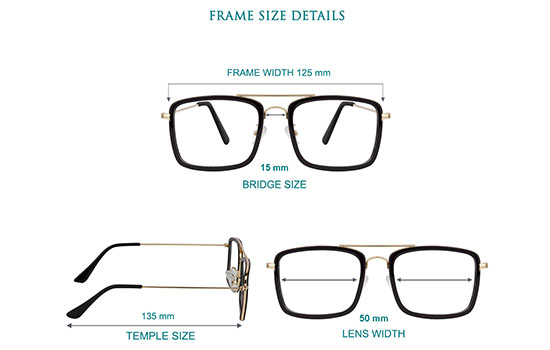 FRAME SIZE DETAILS
FRAME WIDTH 125 mm
15 mm
BRIDGE SIZE
135 mm
TEMPLE SIZE
50 mm
LENS WIDTH